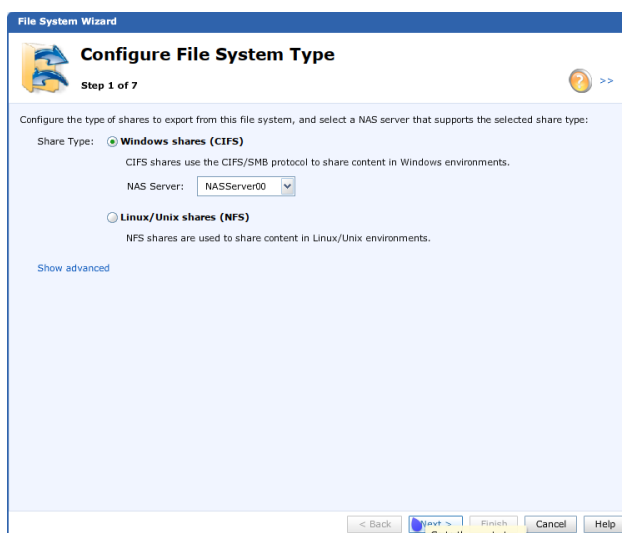 File System Wizard
Configure File System Type
Step 1 of 7
?
>>
Configure the type of shares to export from this file system, and select a NAS server that supports the selected share type:
Share Type: Windows shares (CIFS)
CIFS shares use the CIFS/SMB protocol to share content in Windows environments.
NAS Server: NASServer00
Linux/Unix shares (NFS)
NFS shares are used to share content in Linux/Unix environments.
Show advanced
< Back Next > Finish Cancel Help